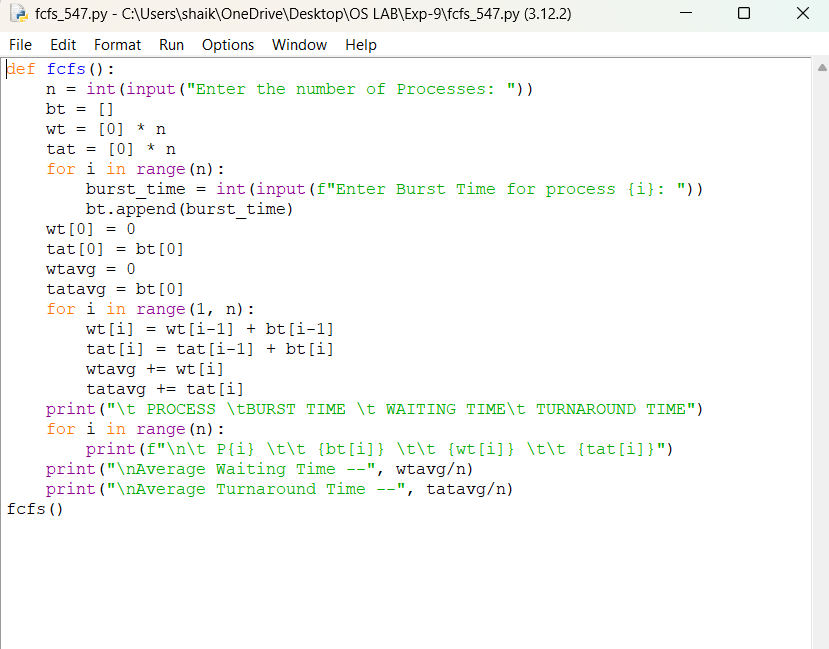 fcfs_547.py - C:\Users\shaik\OneDrive\Desktop\OS LAB\Exp-9\fcfs_547.py (3.12.2)
File Edit Format Run Options Window Help
def fcfs():
    n = int(input("Enter the number of Processes: "))
    bt = []
    wt = [0] * n
    tat = [0] * n
    for i in range(n):
        burst_time = int(input(f"Enter Burst Time for process {i}: "))
        bt.append(burst_time)
    wt[0] = 0
    tat[0] = bt[0]
    wtavg = 0
    tatavg = bt[0]
    for i in range(1, n):
        wt[i] = wt[i-1] + bt[i-1]
        tat[i] = tat[i-1] + bt[i]
        wtavg += wt[i]
        tatavg += tat[i]
    print("\t PROCESS \tBURST TIME \t WAITING TIME\t TURNAROUND TIME")
    for i in range(n):
        print(f"\n\t P{i} \t\t {bt[i]} \t\t {wt[i]} \t\t {tat[i]}")
    print("\nAverage Waiting Time --", wtavg/n)
    print("\nAverage Turnaround Time --", tatavg/n)
fcfs()